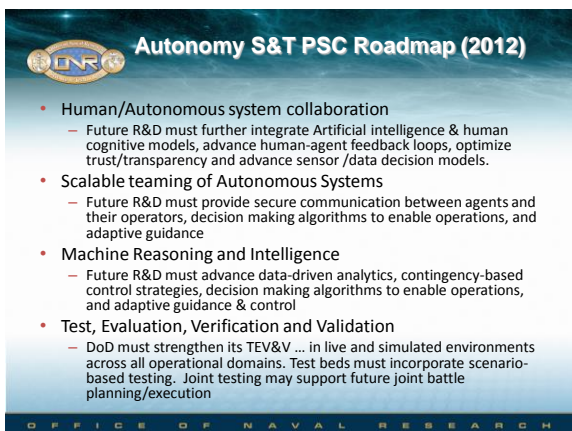 ONR
Autonomy S&T PSC Roadmap (2012)
• Human/Autonomous system collaboration
– Future R&D must further integrate Artificial intelligence & human
cognitive models, advance human-agent feedback loops, optimize
trust/transparency and advance sensor /data decision models.
• Scalable teaming of Autonomous Systems
– Future R&D must provide secure communication between agents and
their operators, decision making algorithms to enable operations, and
adaptive guidance
• Machine Reasoning and Intelligence
– Future R&D must advance data-driven analytics, contingency-based
control strategies, decision making algorithms to enable operations,
and adaptive guidance & control
• Test, Evaluation, Verification and Validation
– DoD must strengthen its TEV&V ... in live and simulated environments
across all operational domains. Test beds must incorporate scenario-
based testing. Joint testing may support future joint battle
planning/execution
OFFICE OF NAVAL RESEARCH